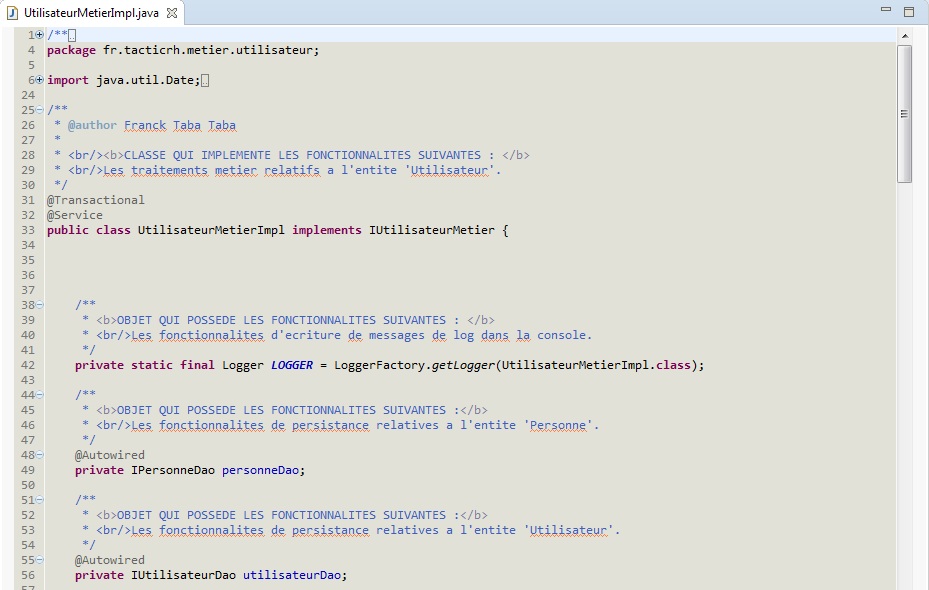 UtilisateurMetierImpl.java
1 /**
4 package fr.tacticrh.metier.utilisateur;
5
6 import java.util.Date;
24
25 /**
26 * @author Franck Taba Taba
27 *
28 * <br/><b>CLASSE QUI IMPLEMENTE LES FONCTIONNALITES SUIVANTES : </b>
29 * <br/>Les traitements metier relatifs a l'entite 'Utilisateur'.
30 */
31 @Transactional
32 @Service
33 public class UtilisateurMetierImpl implements IUtilisateurMetier {
34
35
36
37
38 /**
39 * <b>OBJET QUI POSSEDE LES FONCTIONNALITES SUIVANTES : </b>
40 * <br/>Les fonctionnalites d'ecriture de messages de log dans la console.
41 */
42 private static final Logger LOGGER = LoggerFactory.getLogger(UtilisateurMetierImpl.class);
43
44 /**
45 * <b>OBJET QUI POSSEDE LES FONCTIONNALITES SUIVANTES :</b>
46 * <br/>Les fonctionnalites de persistance relatives a l'entite 'Personne'.
47 */
48 @Autowired
49 private IPersonneDao personneDao;
50
51 /**
52 * <b>OBJET QUI POSSEDE LES FONCTIONNALITES SUIVANTES :</b>
53 * <br/>Les fonctionnalites de persistance relatives a l'entite 'Utilisateur'.
54 */
55 @Autowired
56 private IUtilisateurDao utilisateurDao;
57